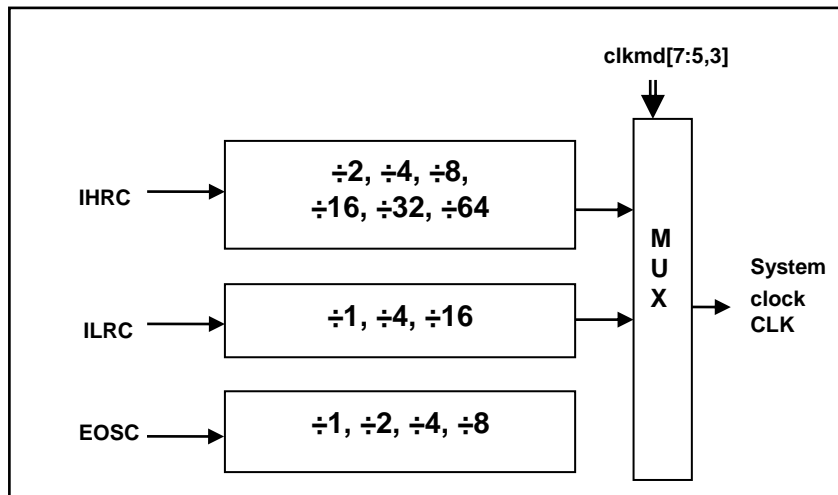 clkmd[7:5,3]
IHRC
÷2, ÷4, ÷8,
÷16, ÷32, ÷64
ILRC
÷1, ÷4, ÷16
EOSC
÷1, ÷2, ÷4, ÷8
M
U
X
System
clock
CLK